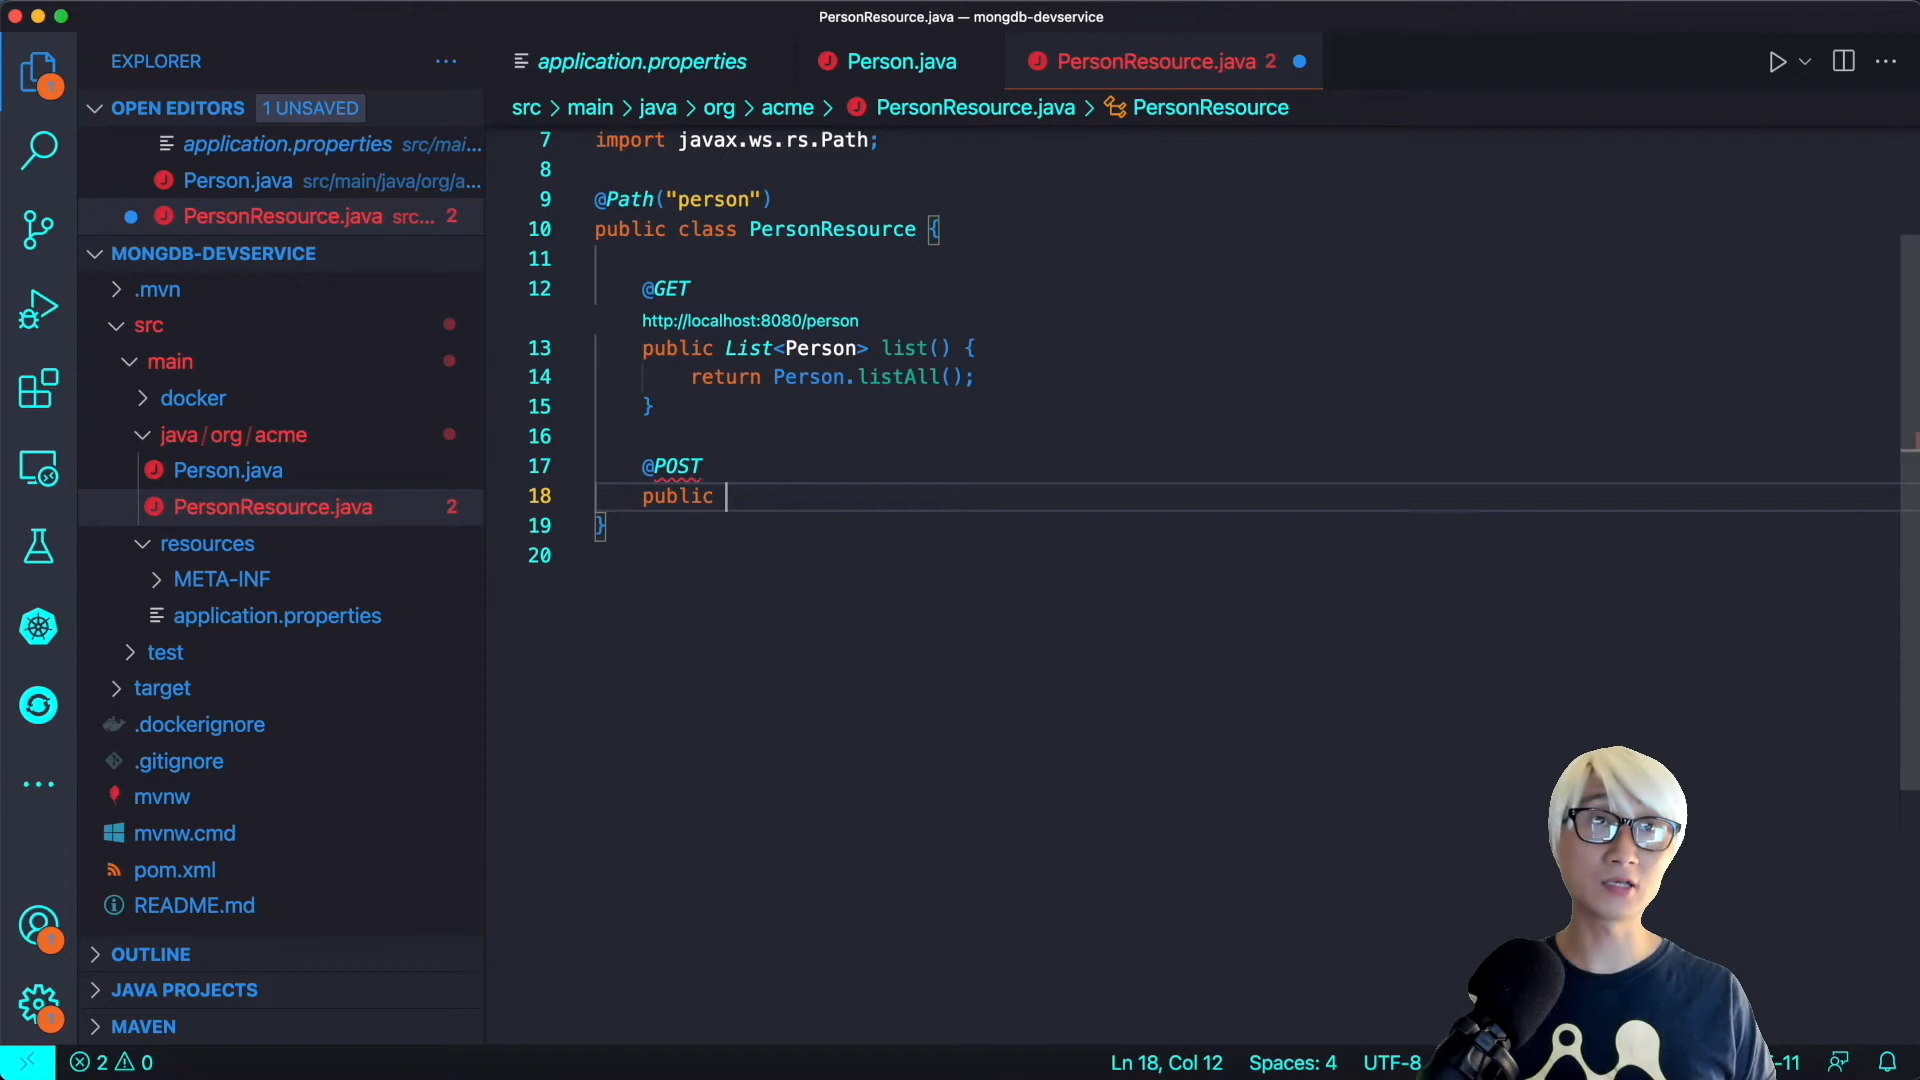 PersonResource.java — mongdb-devservice
EXPLORER
OPEN EDITORS 1 UNSAVED
application.properties src/mai...
Person.java src/main/java/org/a...
PersonResource.java src... 2
MONGDB-DEVSERVICE
.mvn
src
main
docker
java/org/acme
Person.java
PersonResource.java 2
resources
META-INF
application.properties
test
target
.dockerignore
.gitignore
mvnw
mvnw.cmd
pom.xml
README.md
OUTLINE
JAVA PROJECTS
MAVEN
application.properties
Person.java
PersonResource.java 2
src > main > java > org > acme > PersonResource.java > PersonResource
7 import javax.ws.rs.Path;
8
9 @Path("person")
10 public class PersonResource {
11
12 @GET
http://localhost:8080/person
13 public List<Person> list() {
14 return Person.listAll();
15 }
16
17 @POST
18 public
19 }
20
2 0
Ln 18, Col 12 Spaces: 4 UTF-8 -11